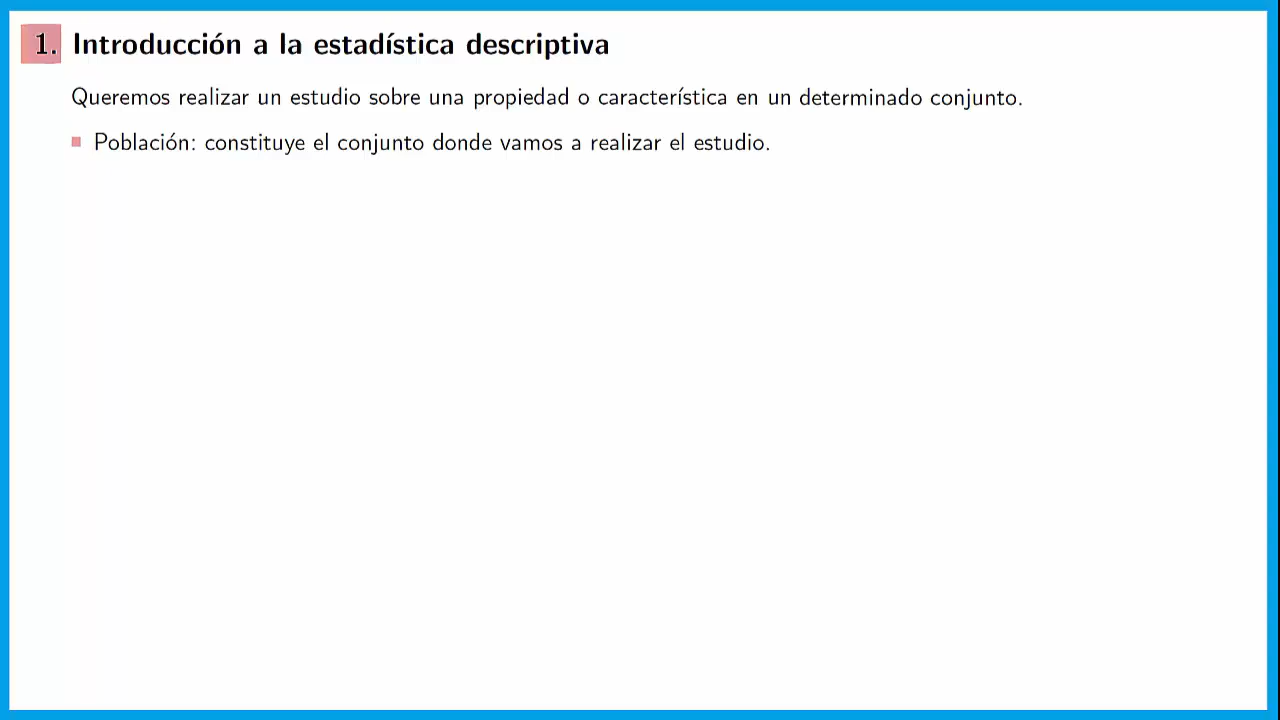 1. Introducción a la estadística descriptiva
Queremos realizar un estudio sobre una propiedad o característica en un determinado conjunto.
Población: constituye el conjunto donde vamos a realizar el estudio.